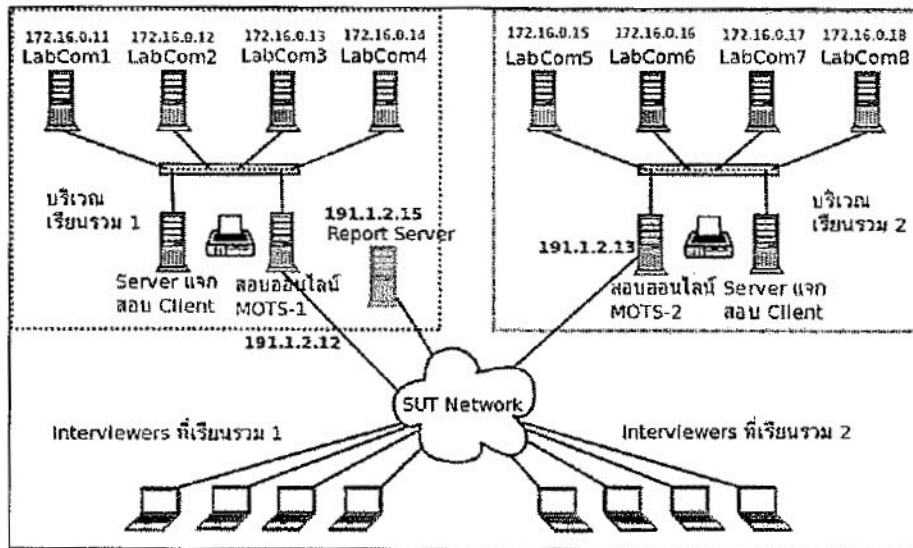 172.16.0.11 172.16.0.12 172.16.0.13 172.16.0.14
LabCom1 LabCom2 LabCom3 LabCom4
บริเวณ
เรียนรวม 1
Server แจก
สอบ Client
สอบออนไลน์
MOTS-1
191.1.2.12
191.1.2.15
Report Server
172.16.0.15 172.16.0.16 172.16.0.17 172.16.0.18
LabCom5 LabCom6 LabCom7 LabCom8
บริเวณ
เรียนรวม 2
191.1.2.13
สอบออนไลน์
MOTS-2
Server แจก
สอบ Client
SUT Network
Interviewers ที่เรียนรวม 1
Interviewers ที่เรียนรวม 2